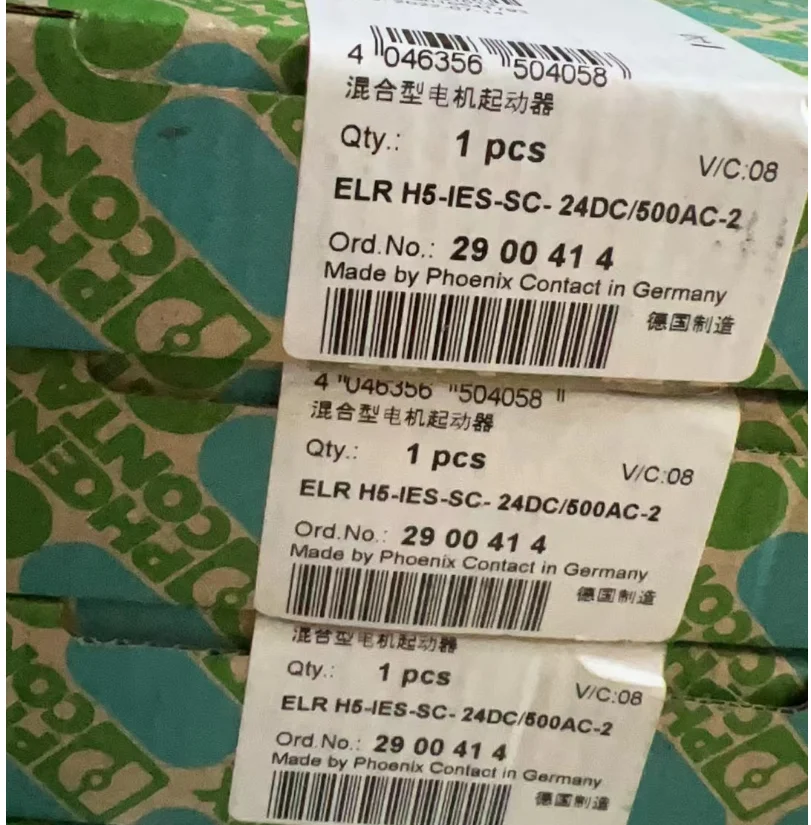 4 046356 504058
混合型电机起动器
Qty.: 1 pcs
V/C:08
ELR H5-IES-SC- 24DC/500AC-2
Ord.No.: 29 00 41 4
Made by Phoenix Contact in Germany
德国制造
4 046356 504058
混合型电机起动器
Qty.: 1 pcs
V/C:08
ELR H5-IES-SC- 24DC/500AC-2
Ord.No.: 29 00 41 4
Made by Phoenix Contact in Germany
德国制造
混合型电机起动器
Qty.: 1 pcs
V/C:08
ELR H5-IES-SC- 24DC/500AC-2
Ord.No.: 29 00 41 4
Made by Phoenix Contact in Germany
德国制造